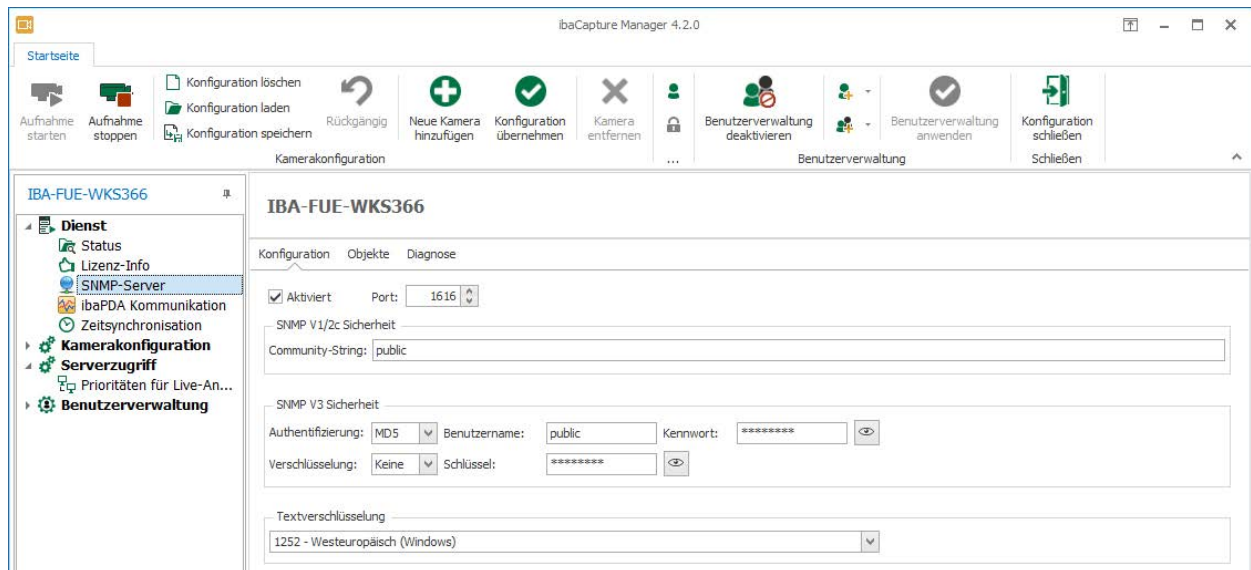 ibaCapture Manager 4.2.0
Startseite
Aufnahme starten
Aufnahme stoppen
Konfiguration löschen
Konfiguration laden
Konfiguration speichern
Rückgängig
Neue Kamera hinzufügen
Konfiguration übernehmen
Kamera entfernen
Benutzerverwaltung deaktivieren
Benutzerverwaltung anwenden
Konfiguration schließen
Kamerakonfiguration
...
Benutzerverwaltung
Schließen
IBA-FUE-WKS366
Dienst
Status
Lizenz-Info
SNMP-Server
ibaPDA Kommunikation
Zeitsynchronisation
Kamerakonfiguration
Serverzugriff
Prioritäten für Live-An...
Benutzerverwaltung
IBA-FUE-WKS366
Konfiguration Objekte Diagnose
Aktiviert Port: 1616
SNMP V1/2c Sicherheit
Community-String: public
SNMP V3 Sicherheit
Authentifizierung: MD5 Benutzername: public Kennwort: ********
Verschlüsselung: Keine Schlüssel: ********
Textverschlüsselung
1252 - Westeuropäisch (Windows)